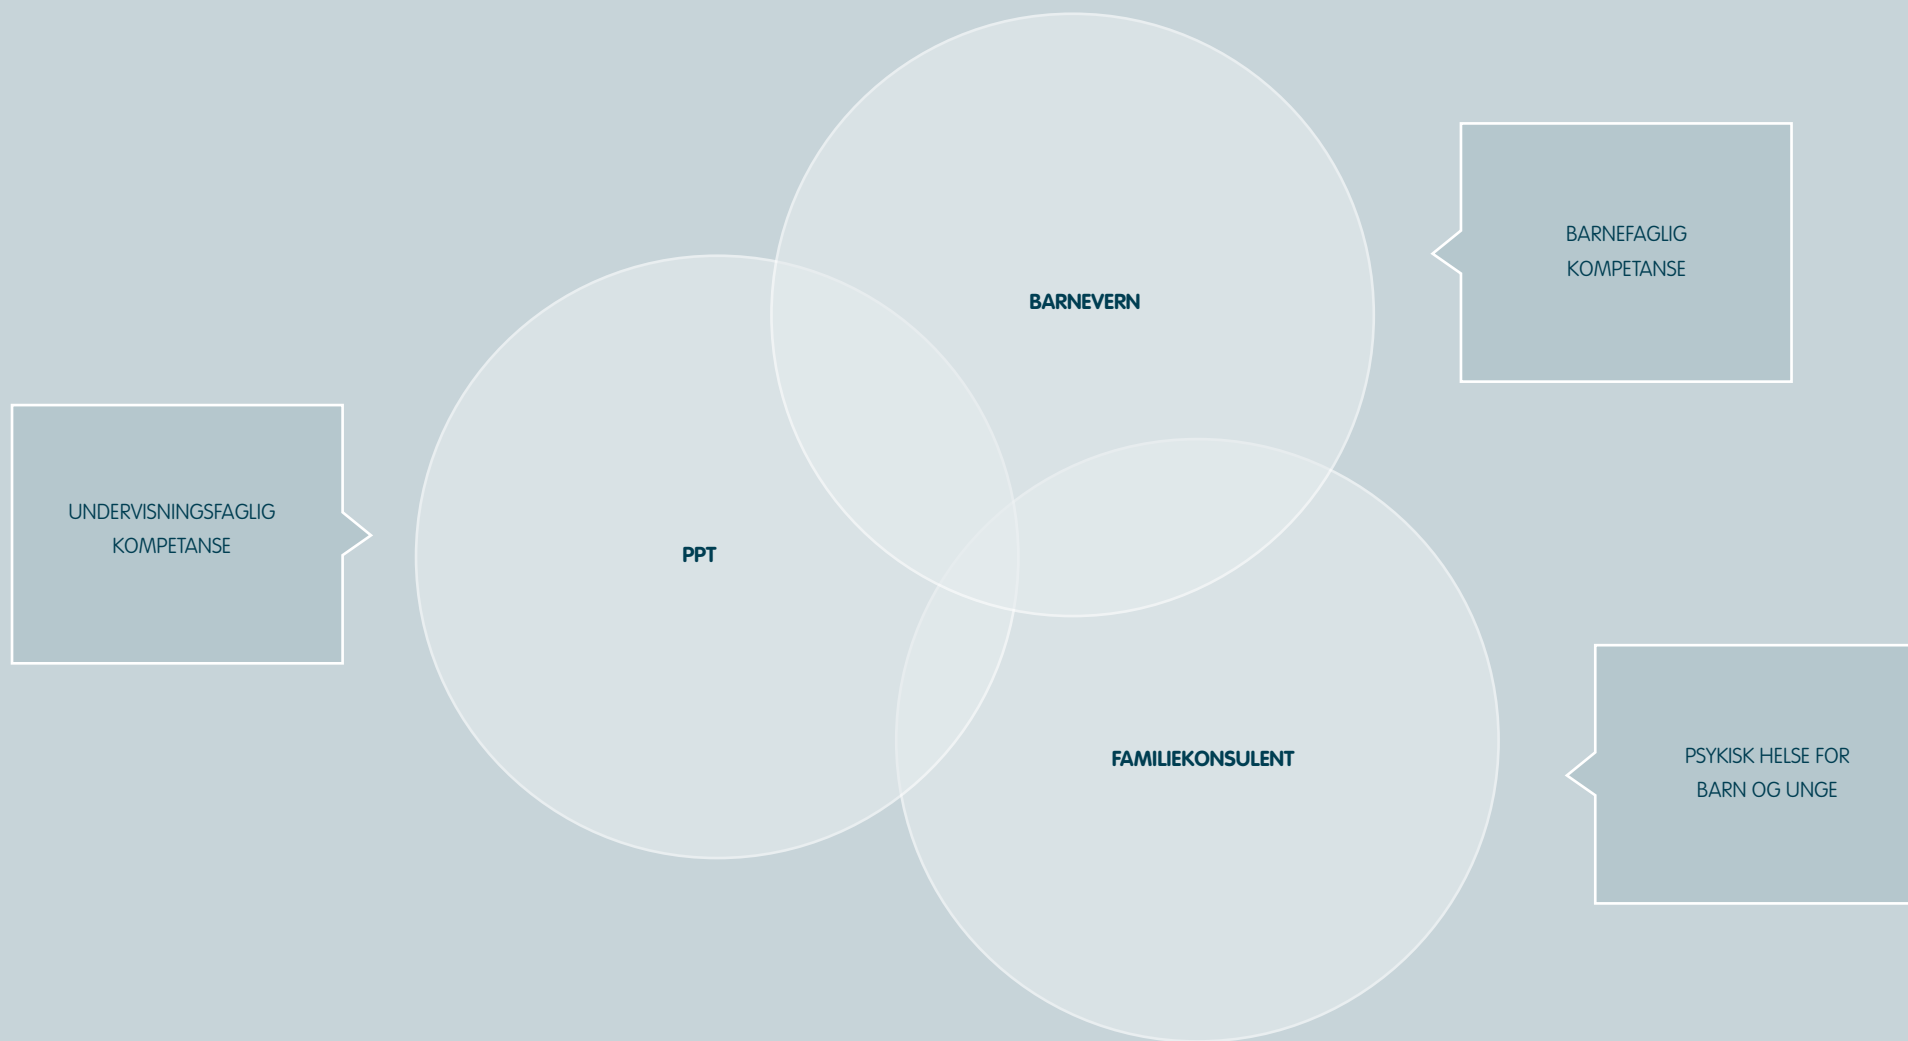 BARNEFAGLIG
KOMPETANSE
BARNEVERN
UNDERVISNINGSFAGLIG
KOMPETANSE
PPT
FAMILIEKONSULENT
PSYKISK HELSE FOR
BARN OG UNGE